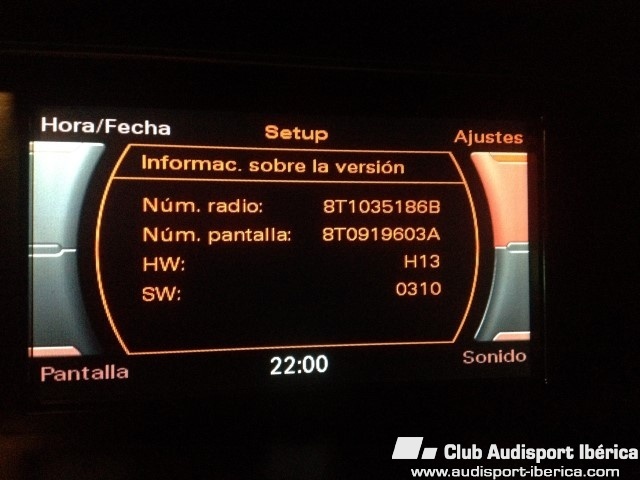 Hora/Fecha Setup Ajustes
Informac. sobre la versión
Núm. radio: 8T1035186B
Núm. pantalla: 8T0919603A
HW: H13
SW: 0310
Pantalla 22:00 Sonido
Club Audisport Ibérica
www.audisport-iberica.com